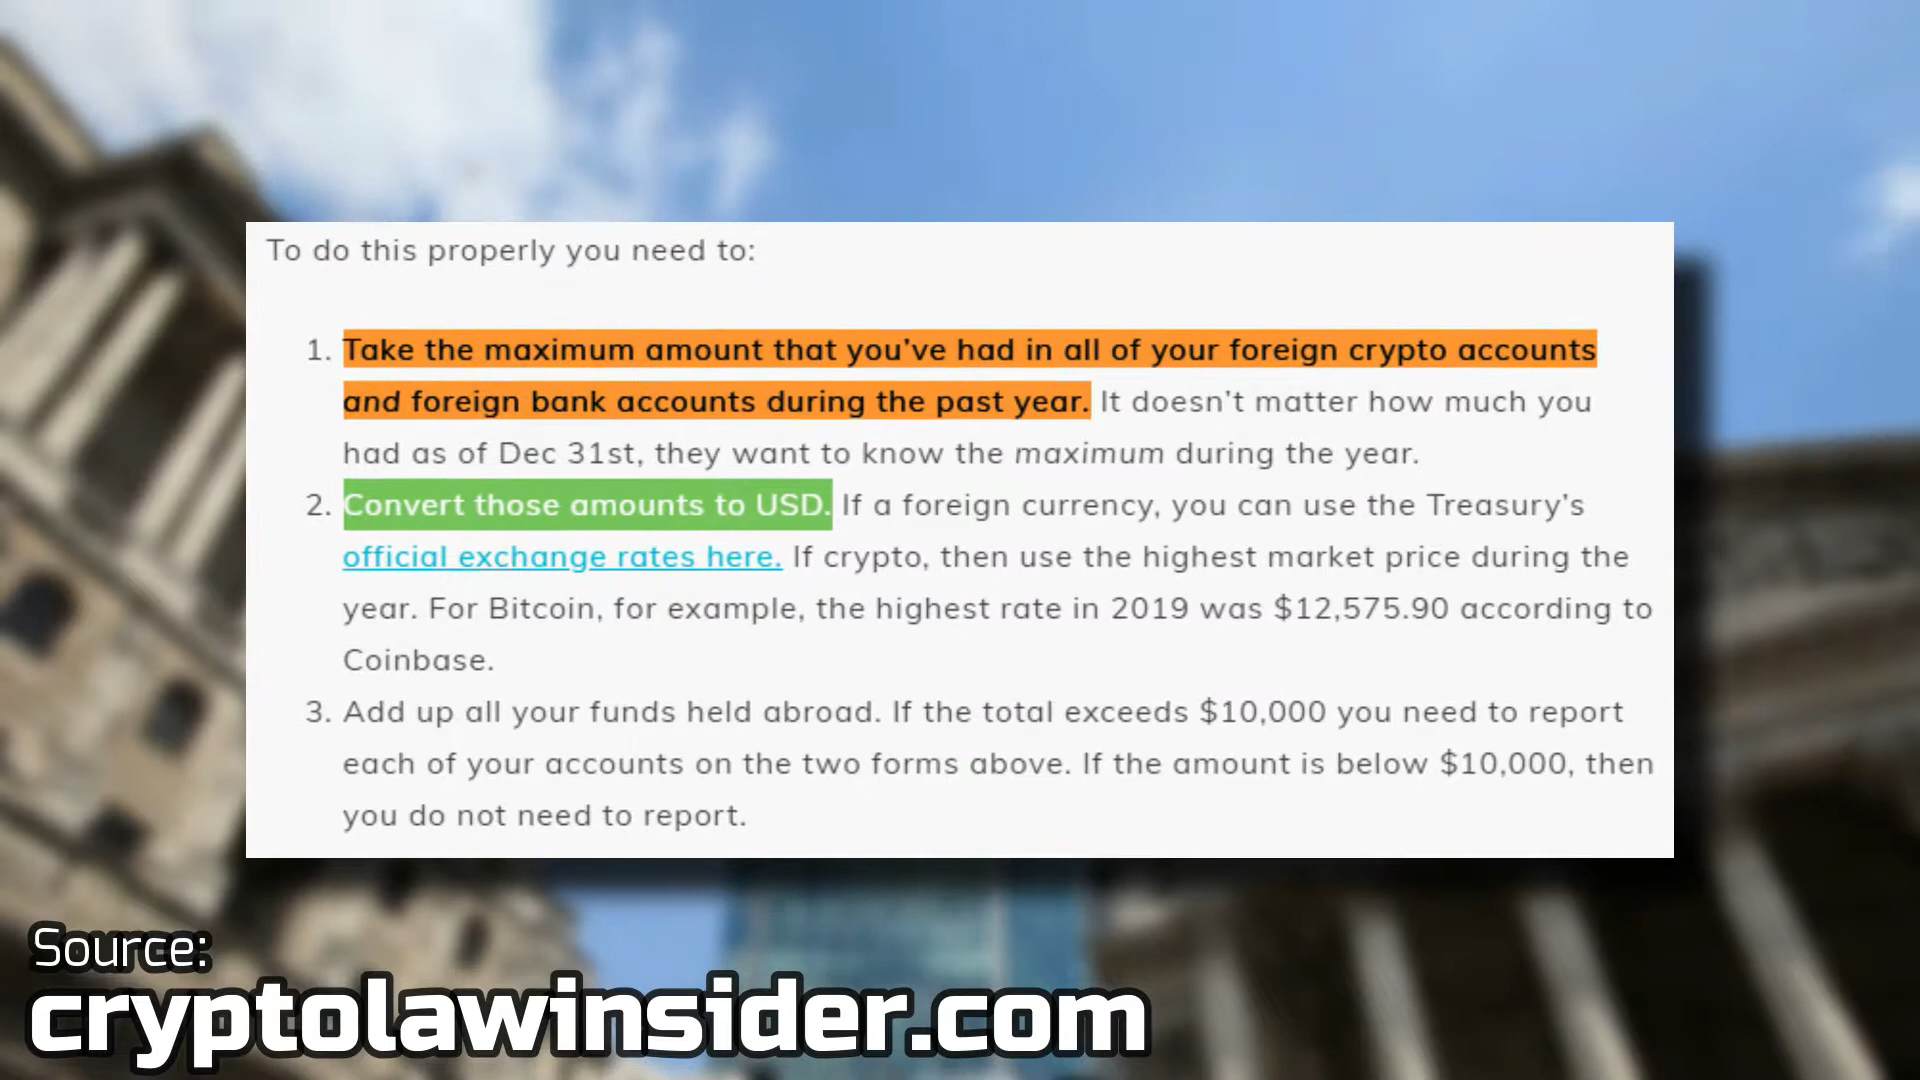 To do this properly you need to:
1. Take the maximum amount that you've had in all of your foreign crypto accounts
and foreign bank accounts during the past year. It doesn't matter how much you
had as of Dec 31st, they want to know the maximum during the year.
2. Convert those amounts to USD. If a foreign currency, you can use the Treasury's
official exchange rates here. If crypto, then use the highest market price during the
year. For Bitcoin, for example, the highest rate in 2019 was $12,575.90 according to
Coinbase.
3. Add up all your funds held abroad. If the total exceeds $10,000 you need to report
each of your accounts on the two forms above. If the amount is below $10,000, then
you do not need to report.
Source:
cryptolawinsider.com